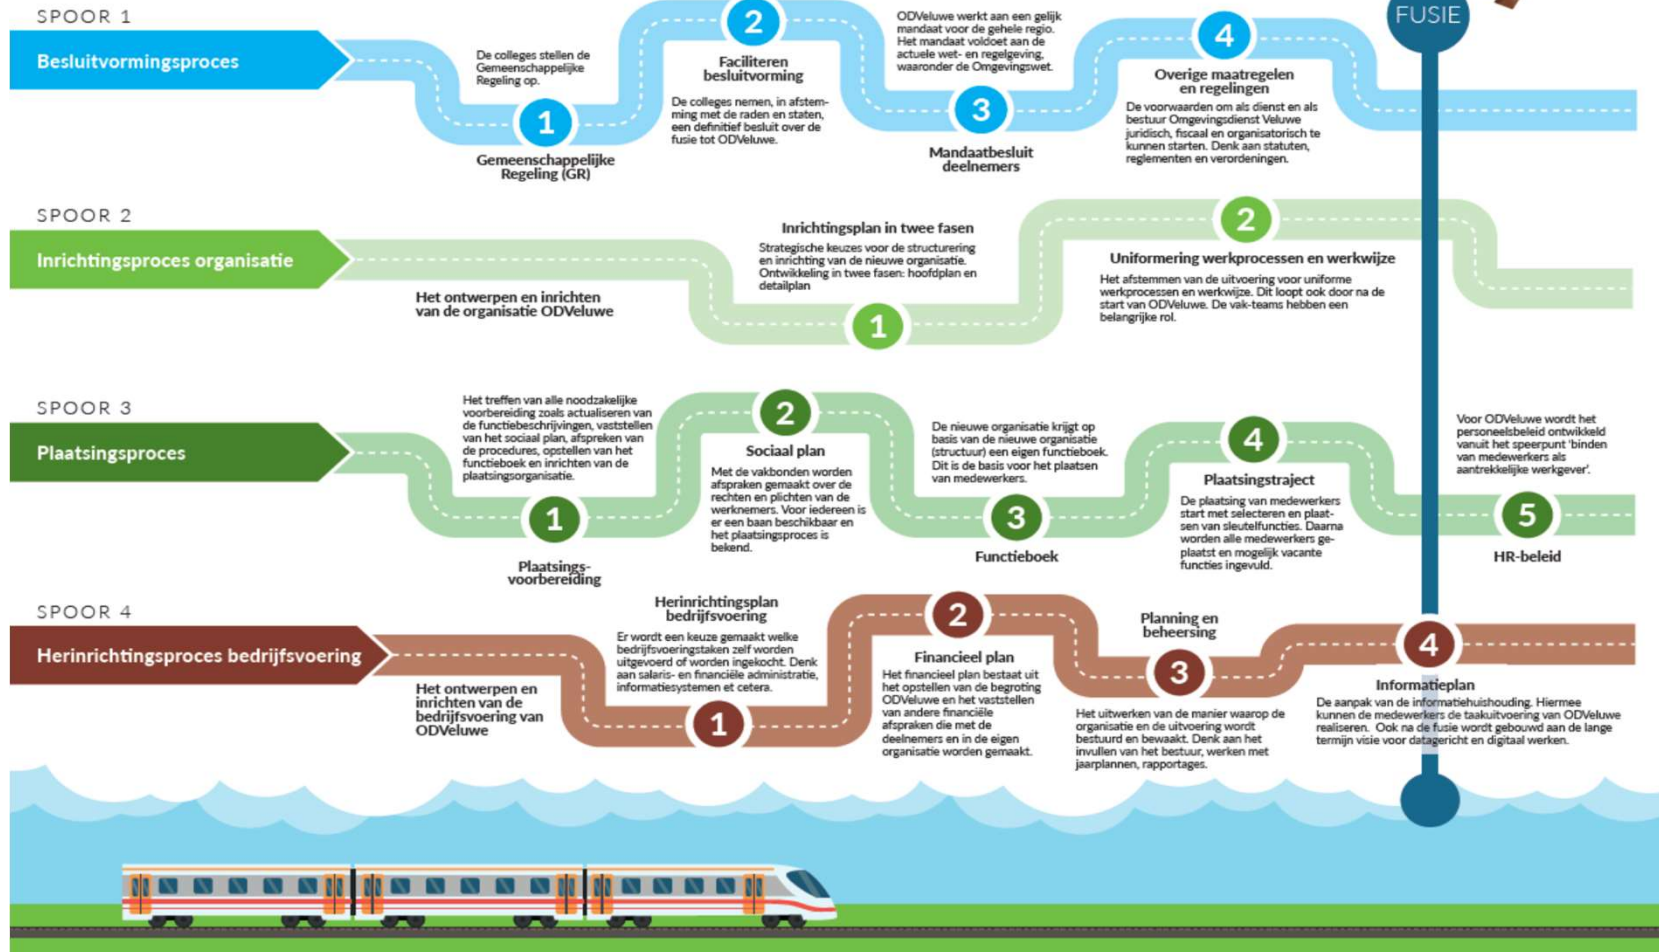 SPOOR 1
Besluitvormingsproces
De colleges stellen de
Gemeenschappelijke
Regeling op.
1
Gemeenschappelijke
Regeling (GR)
2
Faciliteren
besluitvorming
De colleges nemen, in afstem-
ming met de raden en staten,
een definitief besluit over de
fusie tot ODVeluwe.
ODVeluwe werkt aan een gelijk
mandaat voor de gehele regio.
Het mandaat voldoet aan de
actuele wet- en regelgeving,
waaronder de Omgevingswet.
3
Mandaatbesluit
deelnemers
4
Overige maatregelen
en regelingen
De voorwaarden om als dienst en als
bestuur Omgevingsdienst Veluwe
juridisch, fiscaal en organisatorisch te
kunnen starten. Denk aan statuten,
reglementen en verordeningen.
FUSIE
SPOOR 2
Inrichtingsproces organisatie
Het ontwerpen en inrichten
van de organisatie ODVeluwe
Inrichtingsplan in twee fasen
Strategische keuzes voor de structurering
en inrichting van de nieuwe organisatie.
Ontwikkeling in twee fasen: hoofdplan en
detailplan
1
2
Uniformering werkprocessen en werkwijze
Het afstemmen van de uitvoering voor uniforme
werkprocessen en werkwijze. Dit loopt ook door na de
start van ODVeluwe. De vak-teams hebben een
belangrijke rol.
SPOOR 3
Plaatsingsproces
Het treffen van alle noodzakelijke
voorbereiding zoals actualiseren van
de functiebeschrijvingen, vaststellen
van het sociaal plan, afspreken van
de procedures, opstellen van het
functieboek en inrichten van de
plaatsingsorganisatie.
1
Plaatsings-
voorbereiding
2
Sociaal plan
Met de vakbonden worden
afspraken gemaakt over de
rechten en plichten van de
werknemers. Voor iedereen is
er een baan beschikbaar en
het plaatsingsproces is
bekend.
De nieuwe organisatie krijgt op
basis van de nieuwe organisatie
(structuur) een eigen functieboek.
Dit is de basis voor het plaatsen
van medewerkers.
3
Functieboek
4
Plaatsingstraject
De plaatsing van medewerkers
start met selecteren en plaat-
sen van sleutelfuncties. Daarna
worden alle medewerkers ge-
plaatst en mogelijk vacante
functies ingevuld.
Voor ODVeluwe wordt het
personeelsbeleid ontwikkeld
vanuit het speerpunt 'binden
van medewerkers als
aantrekkelijke werkgever'.
5
HR-beleid
SPOOR 4
Herinrichtingsproces bedrijfsvoering
Het ontwerpen en
inrichten van de
bedrijfsvoering van
ODVeluwe
Herinrichtingsplan
bedrijfsvoering
Er wordt een keuze gemaakt welke
bedrijfsvoeringstaken zelf worden
uitgevoerd of worden ingekocht. Denk
aan salaris- en financiële administratie,
informatiesystemen et cetera.
1
2
Financieel plan
Het financieel plan bestaat uit
het opstellen van de begroting
ODVeluwe en het vaststellen
van andere financiële
afspraken die met de
deelnemers en in de eigen
organisatie worden gemaakt.
Planning en
beheersing
3
Het uitwerken van de manier waarop de
organisatie en de uitvoering wordt
bestuurd en bewaakt. Denk aan het
invullen van het bestuur, werken met
jaarplannen, rapportages.
4
Informatieplan
De aanpak van de informatiehuishouding. Hiermee
kunnen de medewerkers de taakuitvoering van ODVeluwe
realiseren. Ook na de fusie wordt gebouwd aan de lange
termijn visie voor datagericht en digitaal werken.